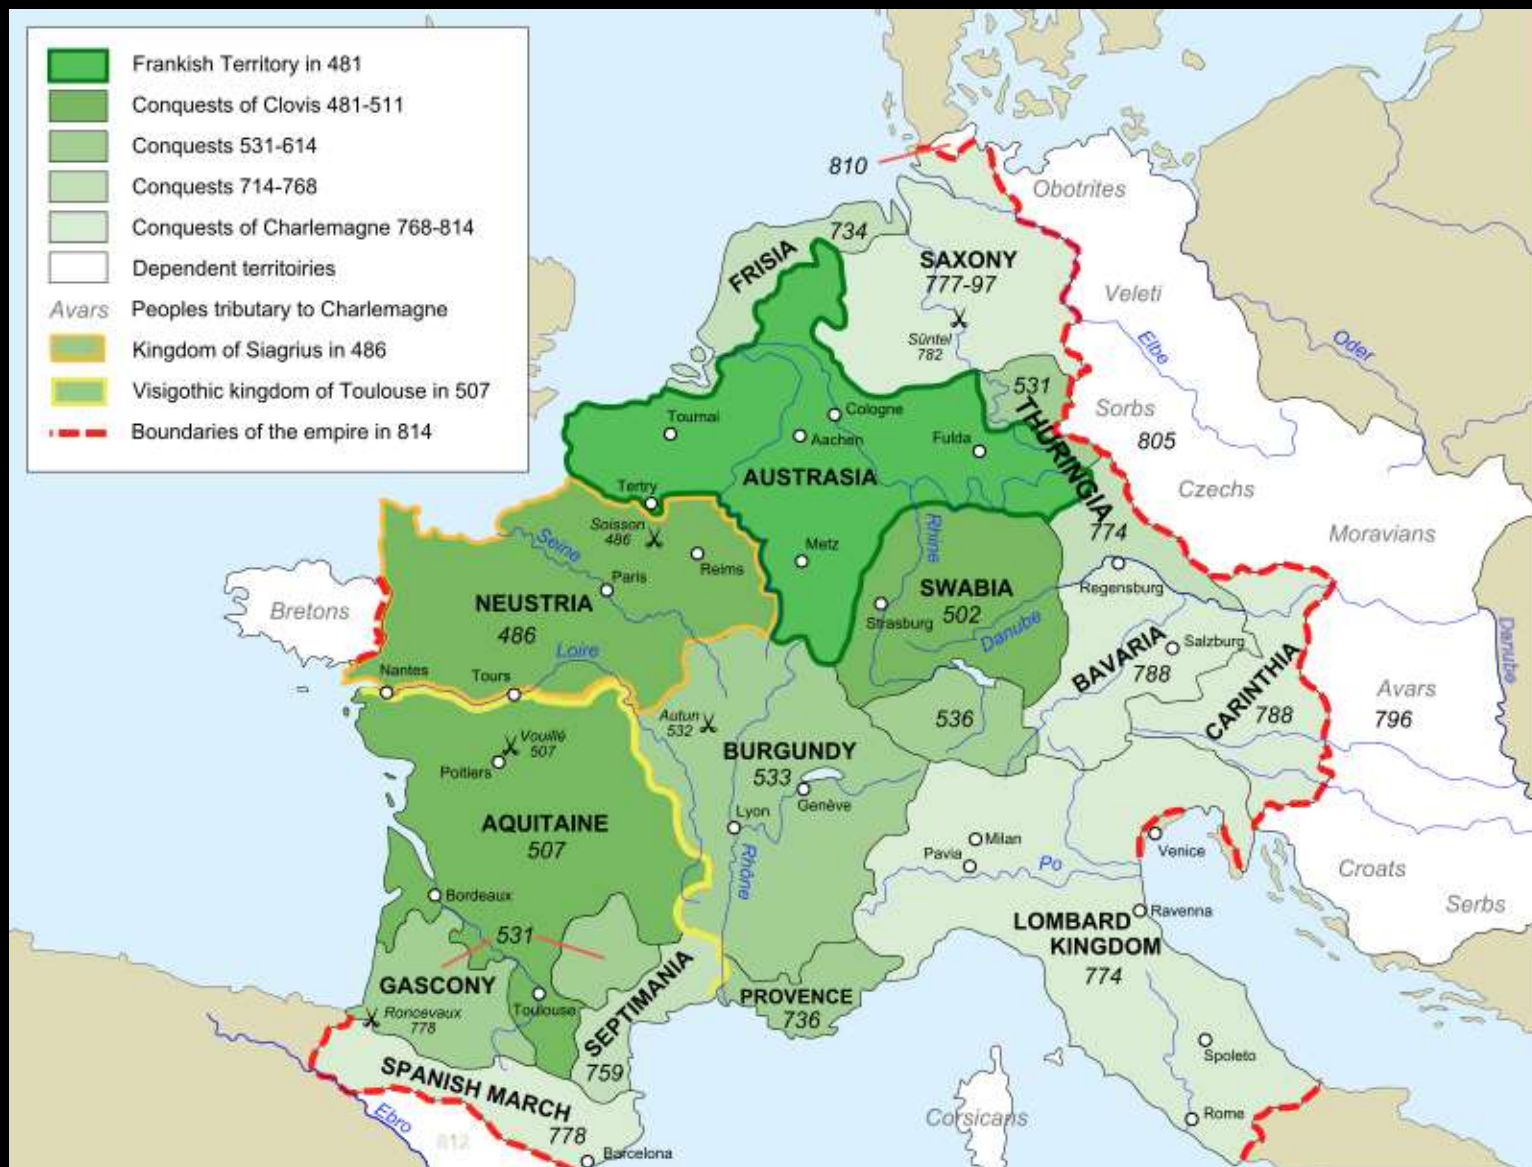 Frankish Territory in 481
Conquests of Clovis 481-511
Conquests 531-614
Conquests 714-768
Conquests of Charlemagne 768-814
Dependent territoiries
Avars Peoples tributary to Charlemagne
Kingdom of Siagrius in 486
Visigothic kingdom of Toulouse in 507
Boundaries of the empire in 814
810
Obotrites
734
FRISIA
SAXONY
777-97
Veleti
Süntel
782
Elbe
Oder
531
THURINGIA
Sorbs
805
Tournai
Cologne
Aachen
Fulda
AUSTRASIA
Czechs
Tertry
Soisson
486
Seine
Rhine
774
Moravians
Metz
Reims
Paris
Regensburg
Bretons
NEUSTRIA
486
SWABIA
502
Strasburg
Danube
Salzburg
BAVARIA
788
Danube
Loire
Nantes
Tours
CARINTHIA
788
Avars
796
536
Autun
532
Vouillé
507
Poitiers
BURGUNDY
533
Genève
Lyon
AQUITAINE
507
Milan
Pavia
Po
Venice
Rhône
Croats
Serbs
Bordeaux
Ravenna
LOMBARD
KINGDOM
774
531
GASCONY
Toulouse
SEPTIMANIA
759
PROVENCE
736
Roncevaux
778
Spoleto
SPANISH MARCH
778
Ebro
812
Barcelona
Corsicans
Rome